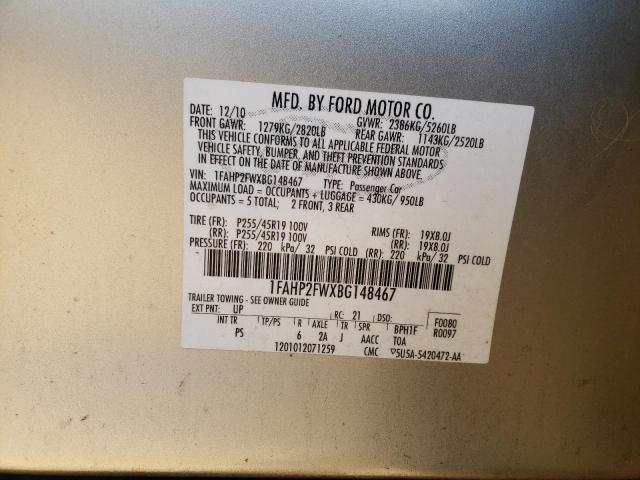 MFD. BY FORD MOTOR CO.
DATE: 12/10 GVWR: 2386KG/5260LB
FRONT GAWR: 1279KG/2820LB REAR GAWR: 1143KG/2520LB
THIS VEHICLE CONFORMS TO ALL APPLICABLE FEDERAL MOTOR
VEHICLE SAFETY, BUMPER, AND THEFT PREVENTION STANDARDS
IN EFFECT ON THE DATE OF MANUFACTURE SHOWN ABOVE.
VIN: 1FAHP2FWXBG148467 TYPE: Passenger Car
MAXIMUM LOAD = OCCUPANTS + LUGGAGE = 430KG/950LB
OCCUPANTS = 5 TOTAL; 2 FRONT, 3 REAR
TIRE (FR): P255/45R19 100V RIMS (FR): 19X8.0J
(RR): P255/45R19 100V (RR): 19X8.0J
PRESSURE (FR): 220 kPa/ 32 PSI COLD (RR): 220 kPa/ 32 PSI COLD
1FAHP2FWXBG148467
TRAILER TOWING - SEE OWNER GUIDE
EXT PNT: UP RC: 21 DSO: F0080
INT TR TP/PS R AXLE TR SPR BPH1F R0097
PS 6 2A J AACC TOA
1201012071259 CMC 5U5A-5420472-AA